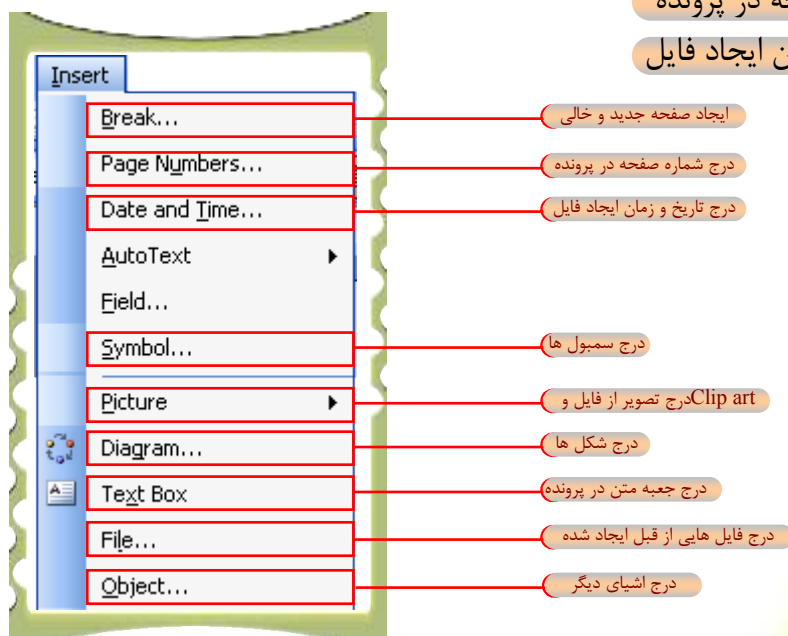 حه در پرونده
ن ایجاد فایل
Insert
Break...
ایجاد صفحه جدید و خالی
Page Numbers...
درج شماره صفحه در پرونده
Date and Time...
درج تاریخ و زمان ایجاد فایل
AutoText
Field...
Symbol...
درج سمبول ها
Picture
درج تصویر از فایل و Clip art
Diagram...
درج شکل ها
Text Box
درج جعبه متن در پرونده
File...
درج فایل هایی از قبل ایجاد شده
Object...
درج اشیای دیگر